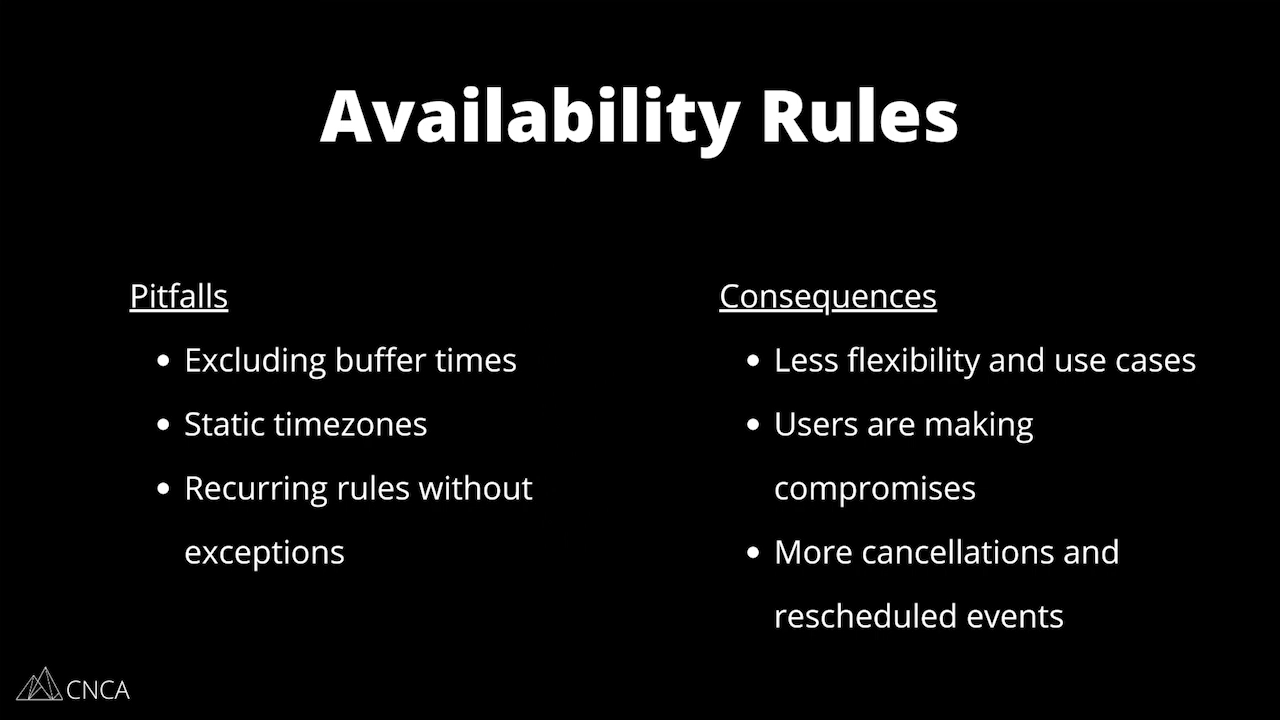 Availability Rules
Pitfalls
• Excluding buffer times
• Static timezones
• Recurring rules without
exceptions
Consequences
• Less flexibility and use cases
• Users are making
compromises
• More cancellations and
rescheduled events
CNCA